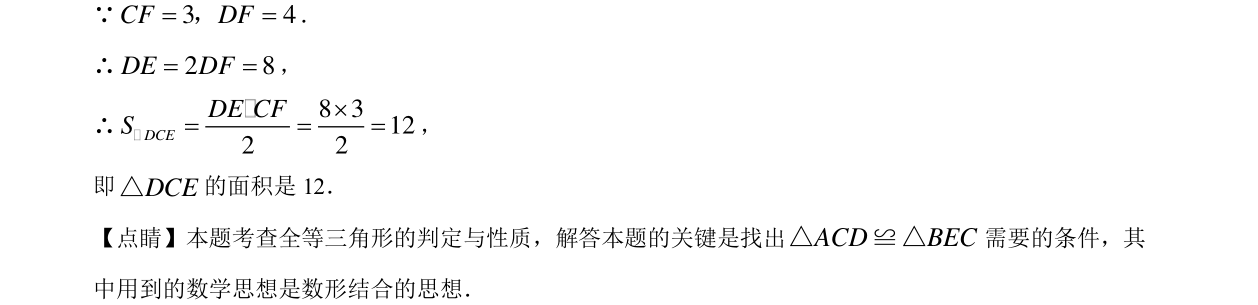 ∵CF=3，DF=4．
∴DE=2DF=8，
∴S□DCE=DE□CF/2=8×3/2=12，
即△DCE的面积是12．
【点睛】本题考查全等三角形的判定与性质，解答本题的关键是找出△ACD≌△BEC需要的条件，其
中用到的数学思想是数形结合的思想．